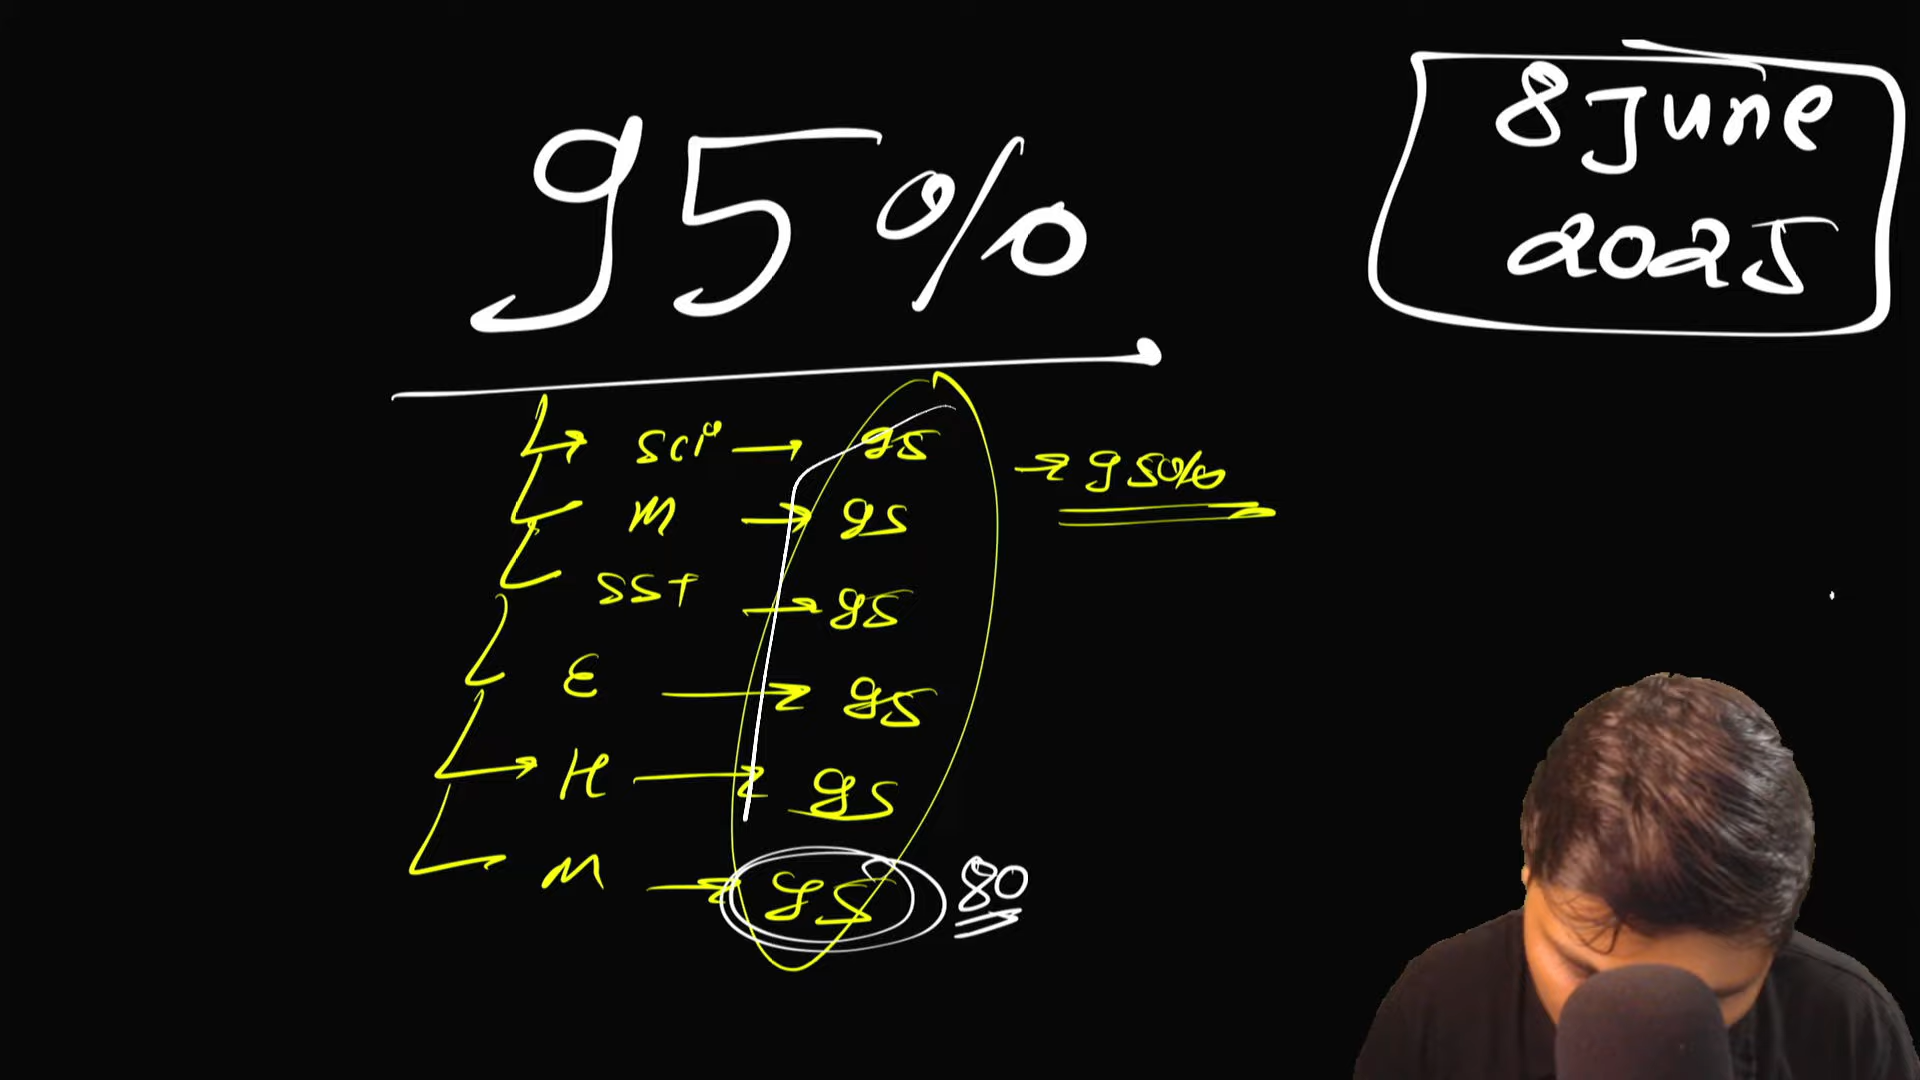 95%
8 June
2025
Sci → 95
M → 95
SST → 95
E → 95
H → 95
M → 95 80
→ 95%